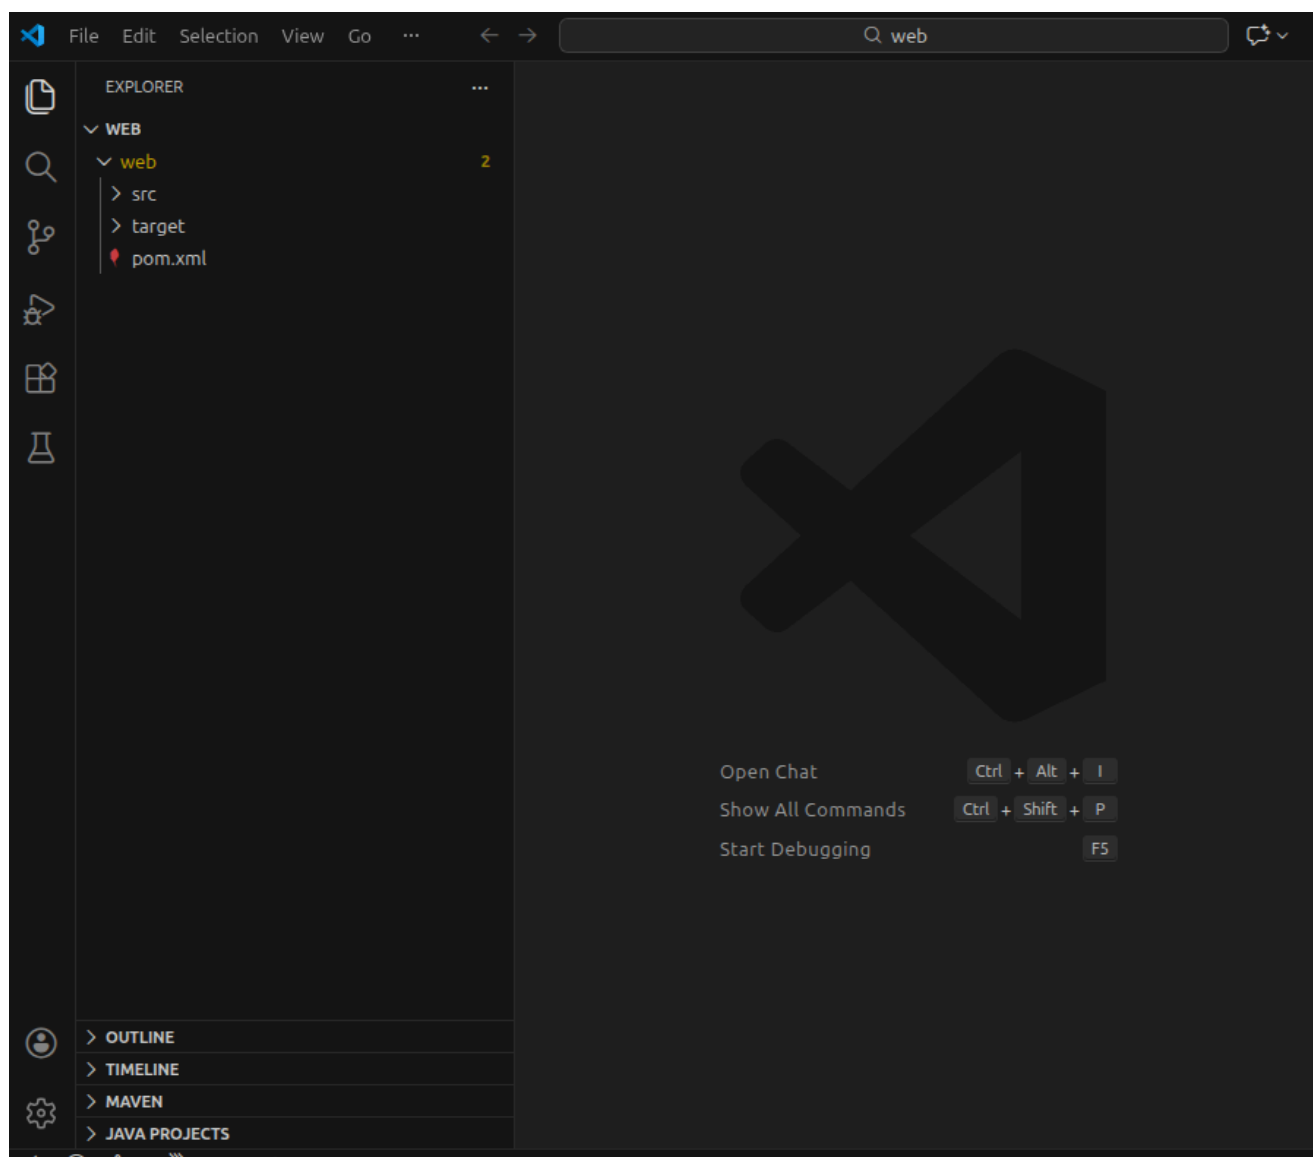 File Edit Selection View Go ··· ← → web
EXPLORER ···
WEB
web 2
src
target
pom.xml
Open Chat Ctrl + Alt + I
Show All Commands Ctrl + Shift + P
Start Debugging F5
OUTLINE
TIMELINE
MAVEN
JAVA PROJECTS